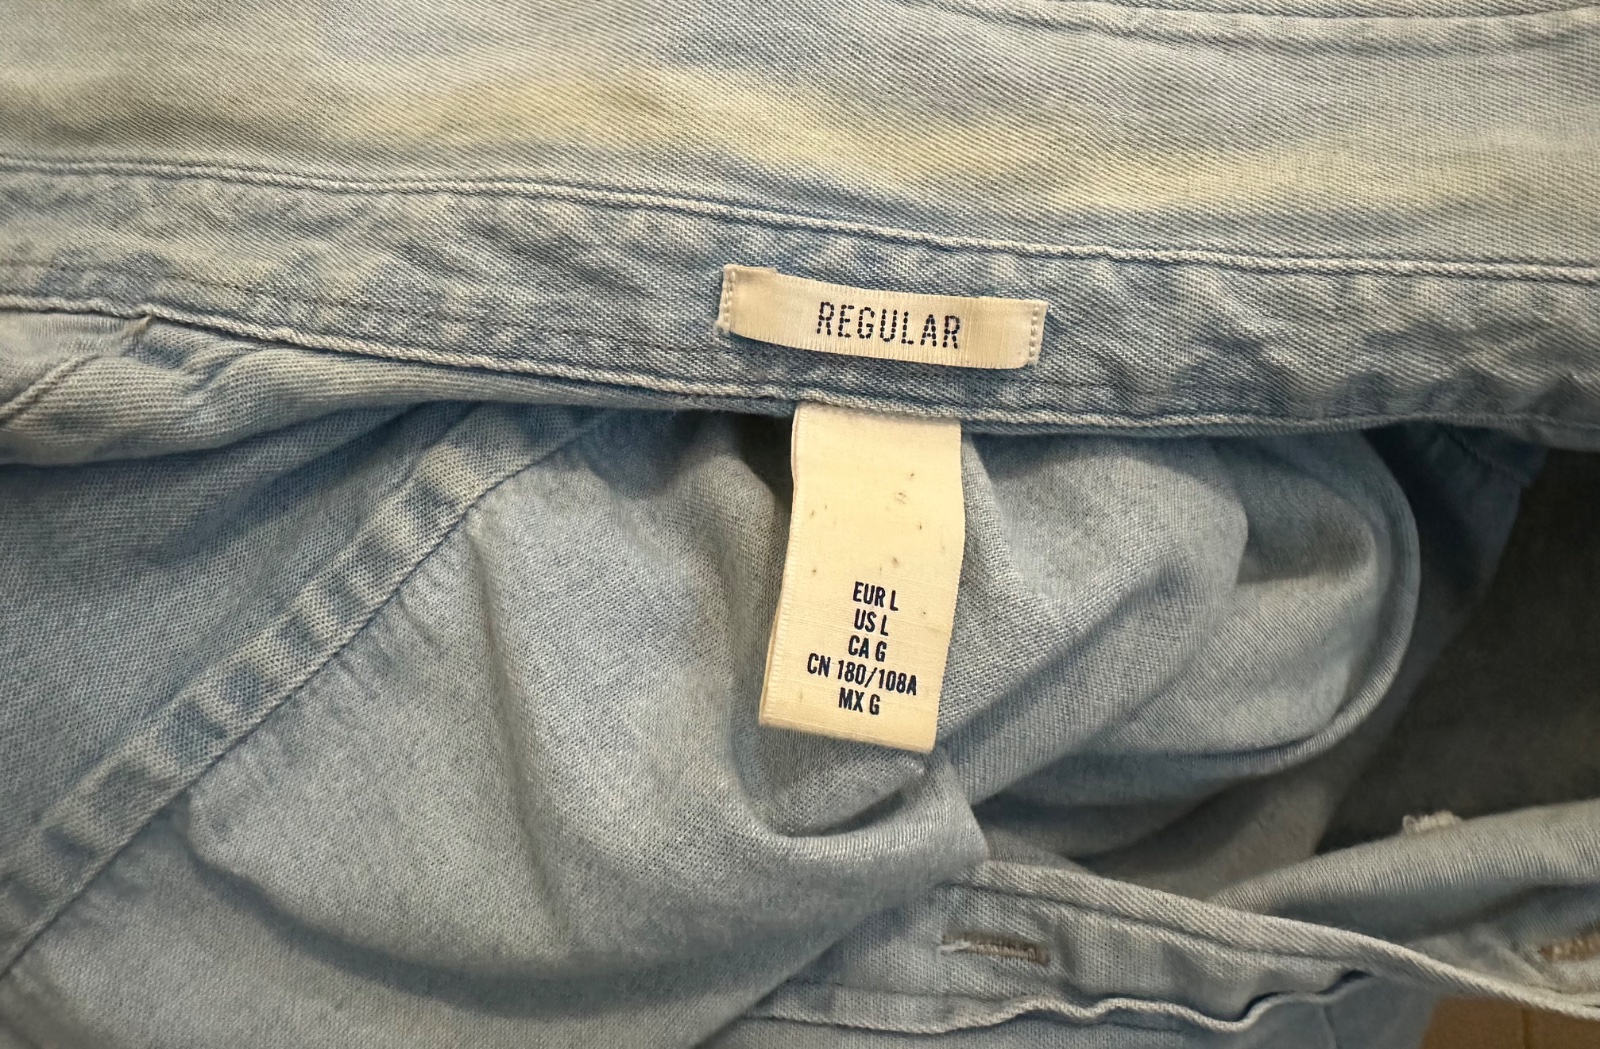 REGULAR
EUR L
US L
CA G
CN 180/108A
MX G